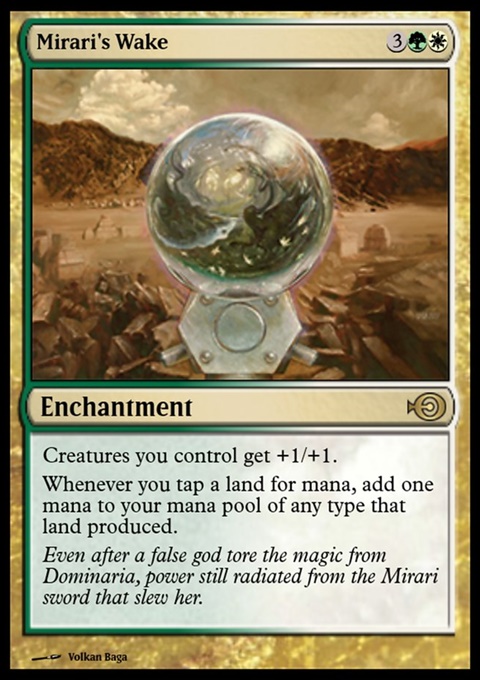 Mirari's Wake 3
Enchantment
Creatures you control get +1/+1.
Whenever you tap a land for mana, add one
mana to your mana pool of any type that
land produced.
Even after a false god tore the magic from
Dominaria, power still radiated from the Mirari
sword that slew her.
Volkan Baga